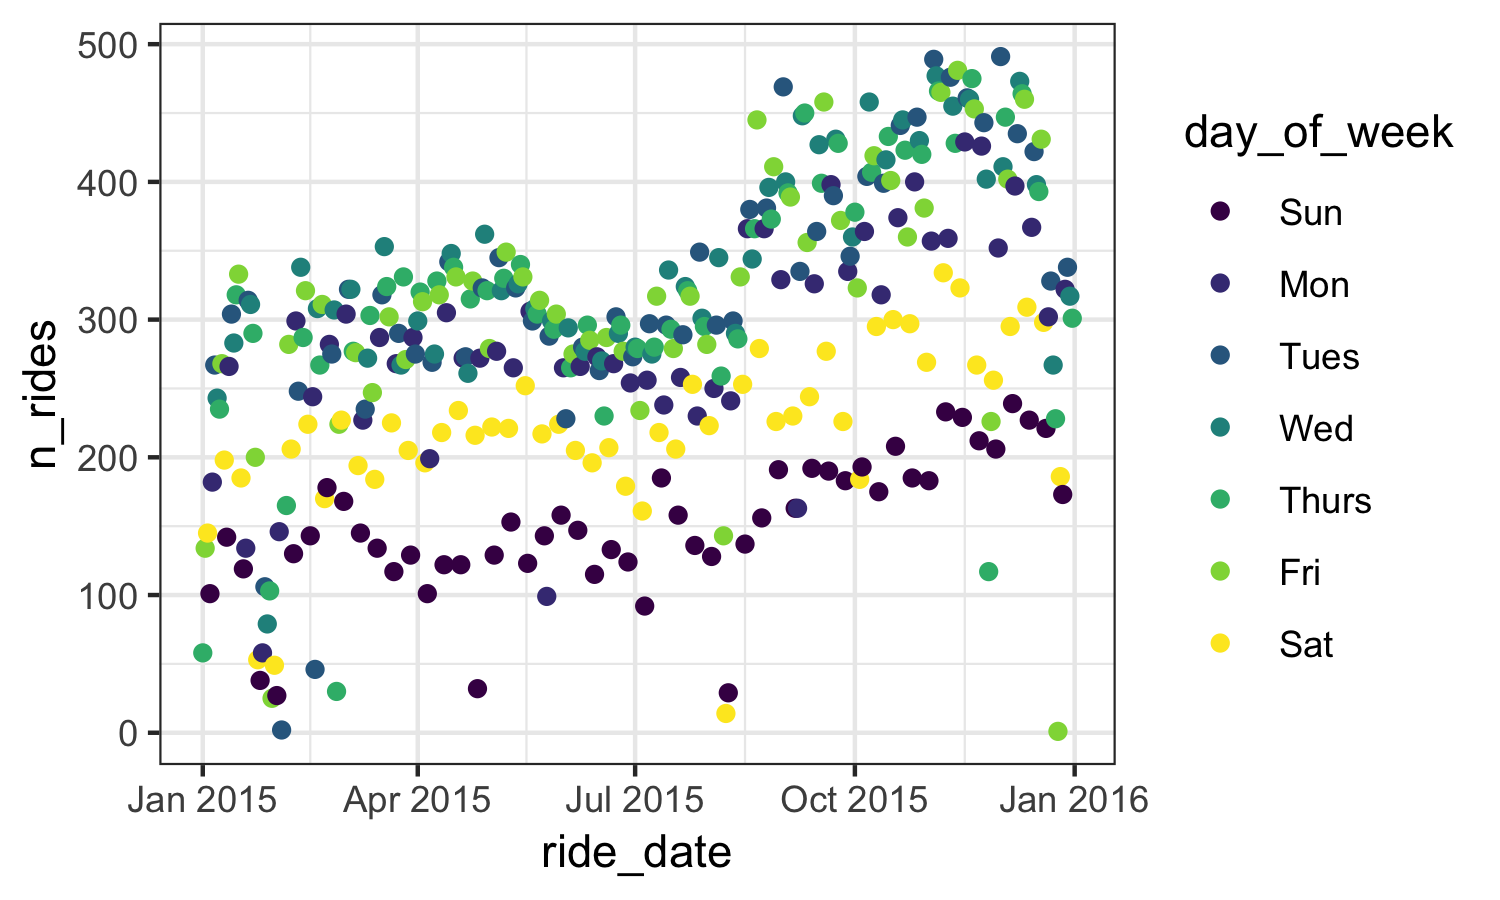 500
400
300
200
100
0
n_rides
Jan 2015
Apr 2015
Jul 2015
Oct 2015
Jan 2016
ride_date
day_of_week
Sun
Mon
Tues
Wed
Thurs
Fri
Sat